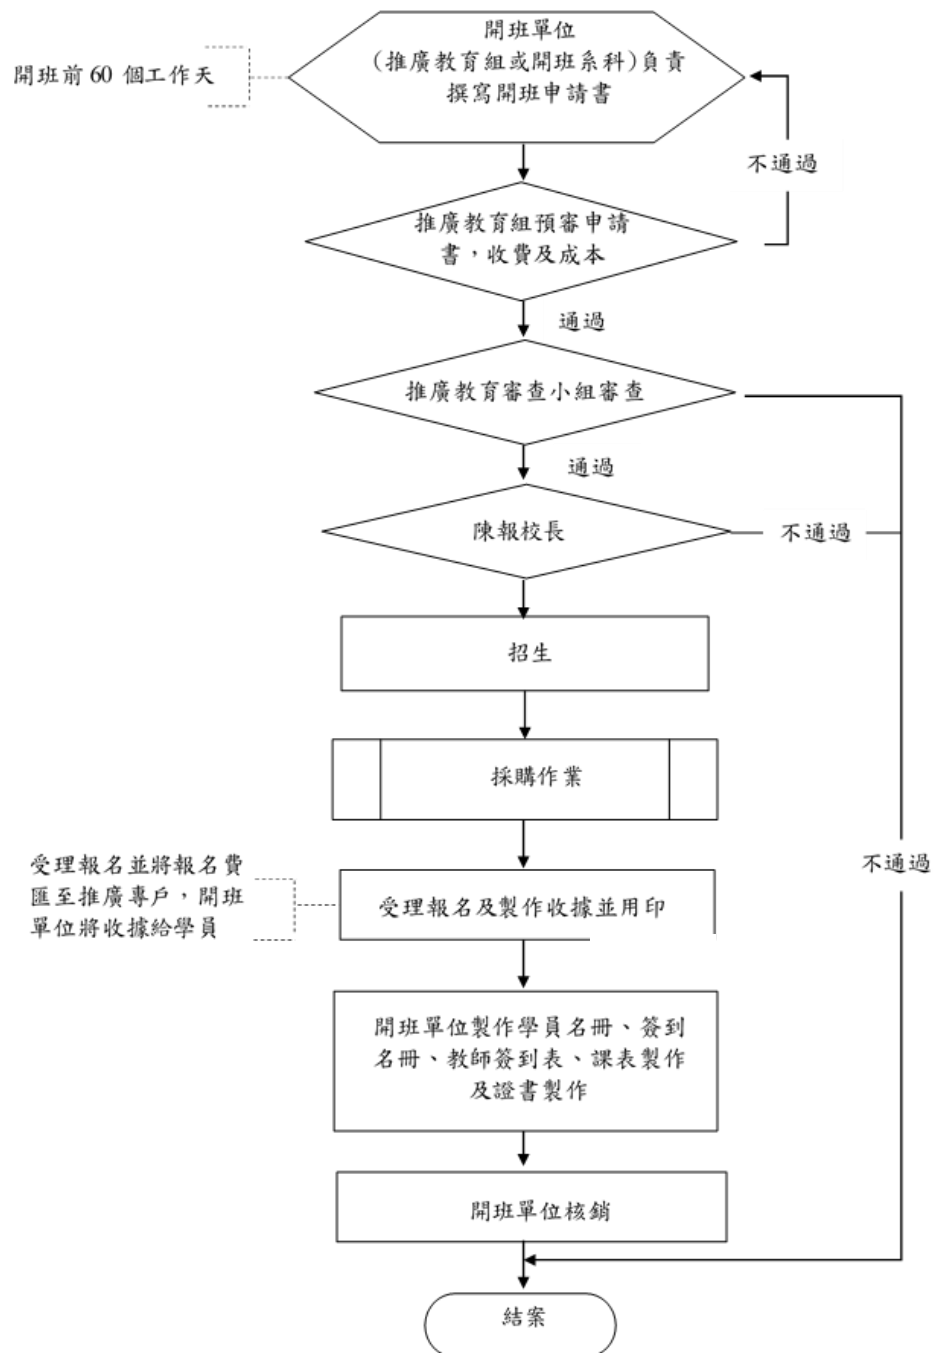 開班單位
(推廣教育組或開班系科)負責
撰寫開班申請書
開班前 60 個工作天
不通過
推廣教育組預審申請
書，收費及成本
通過
推廣教育審查小組審查
通過
陳報校長
不通過
招生
採購作業
不通過
受理報名並將報名費
匯至推廣專戶，開班
單位將收據給學員
受理報名及製作收據並用印
開班單位製作學員名冊、簽到
名冊、教師簽到表、課表製作
及證書製作
開班單位核銷
結案